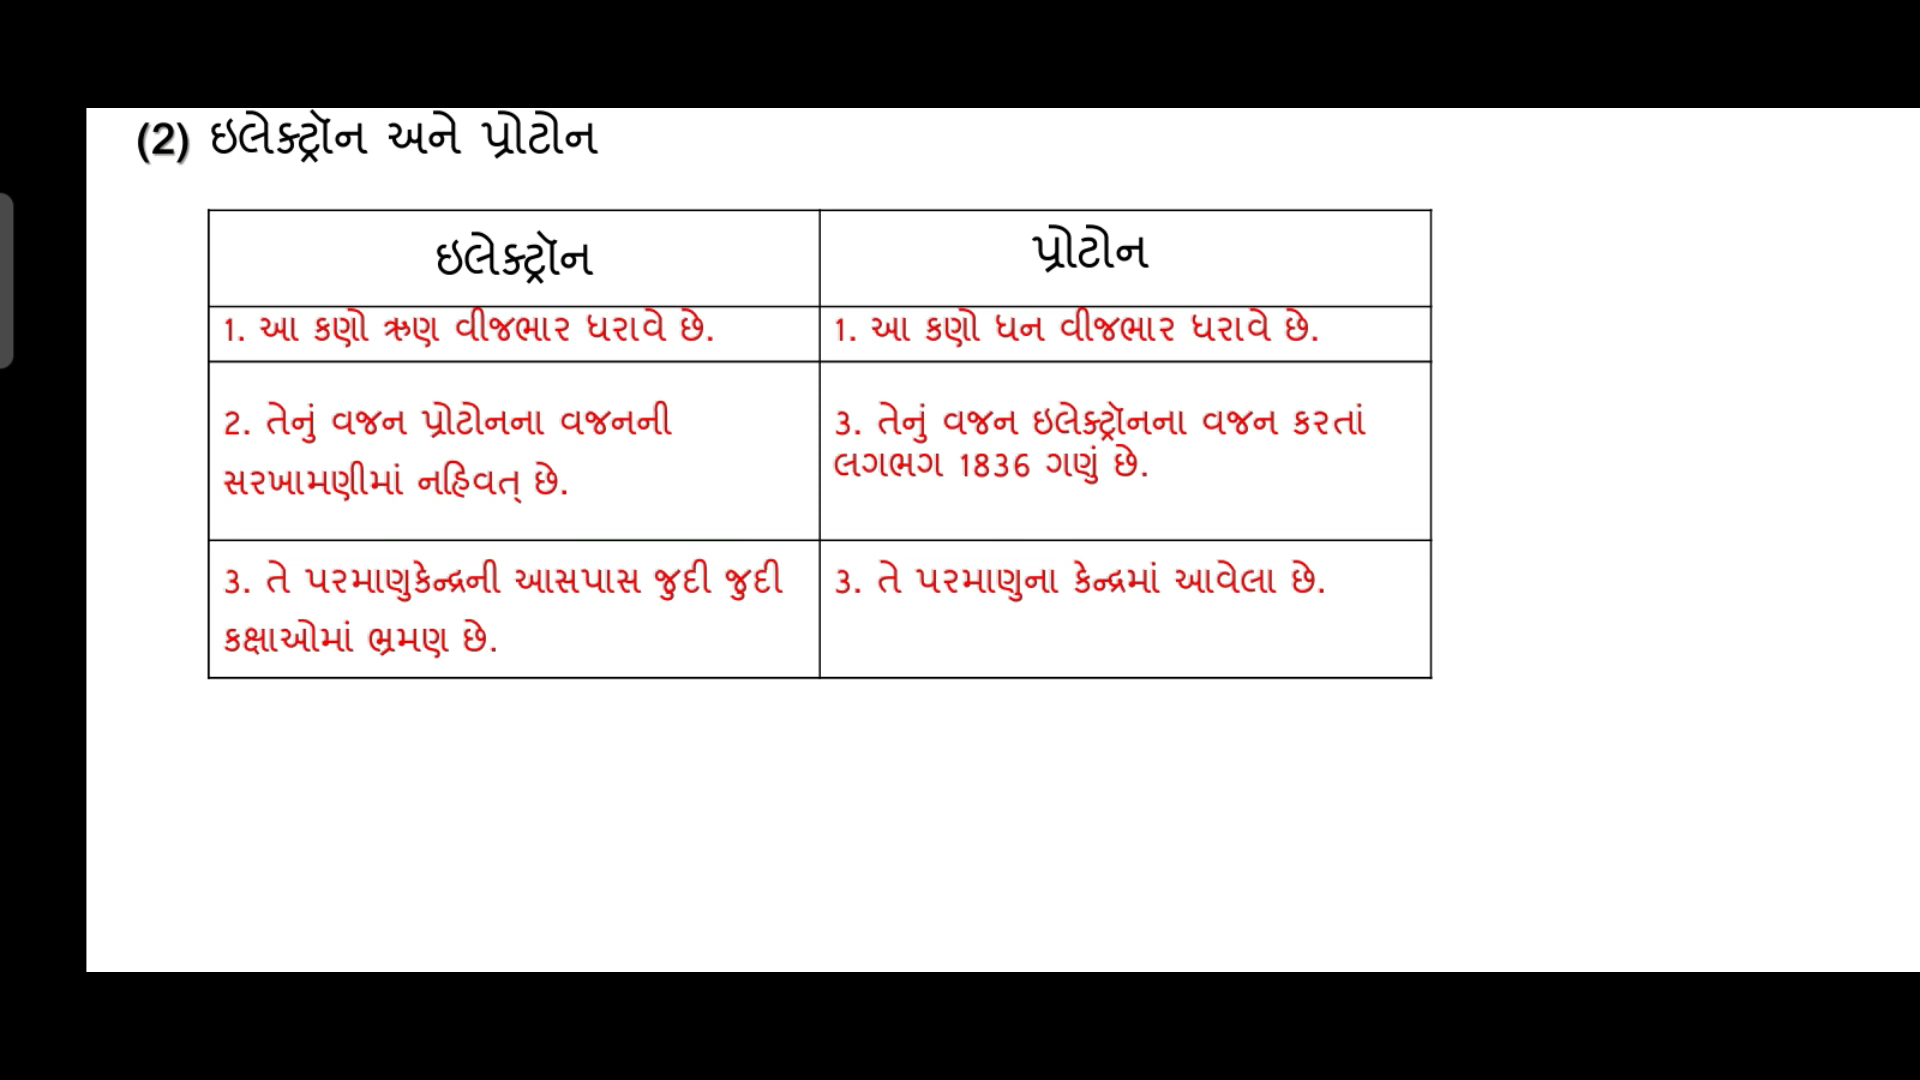 (2) ઇલેક્ટ્રૉન અને પ્રોટોન
ઇલેક્ટ્રૉન
પ્રોટોન
1. આ કણો ઋણ વીજભાર ધરાવે છે.
1. આ કણો ધન વીજભાર ધરાવે છે.
2. તેનું વજન પ્રોટોનના વજનની
સરખામણીમાં નહિવત્ છે.
3. તેનું વજન ઇલેક્ટ્રૉનના વજન કરતાં
લગભગ 1836 ગણું છે.
3. તે પરમાણુકેન્દ્રની આસપાસ જુદી જુદી
કક્ષાઓમાં ભ્રમણ છે.
3. તે પરમાણુના કેન્દ્રમાં આવેલા છે.